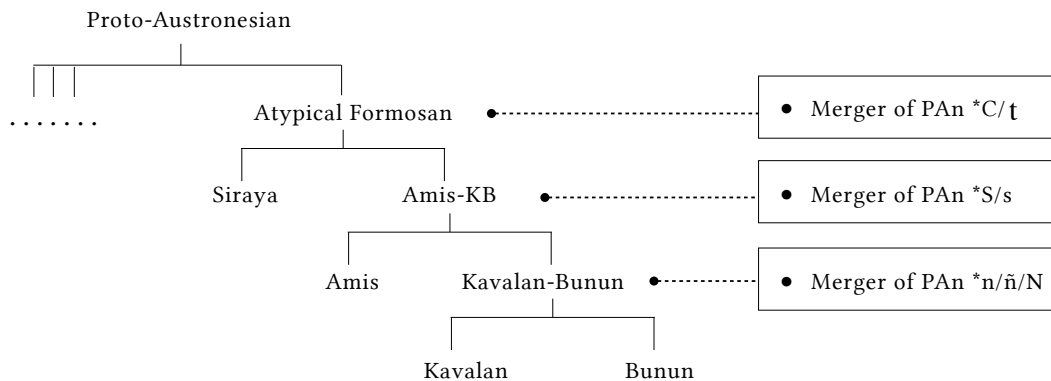 Proto-Austronesian
.......
Atypical Formosan
● Merger of PAn *C/t
Siraya
Amis-KB
● Merger of PAn *S/s
Amis
Kavalan-Bunun
● Merger of PAn *n/ñ/N
Kavalan
Bunun